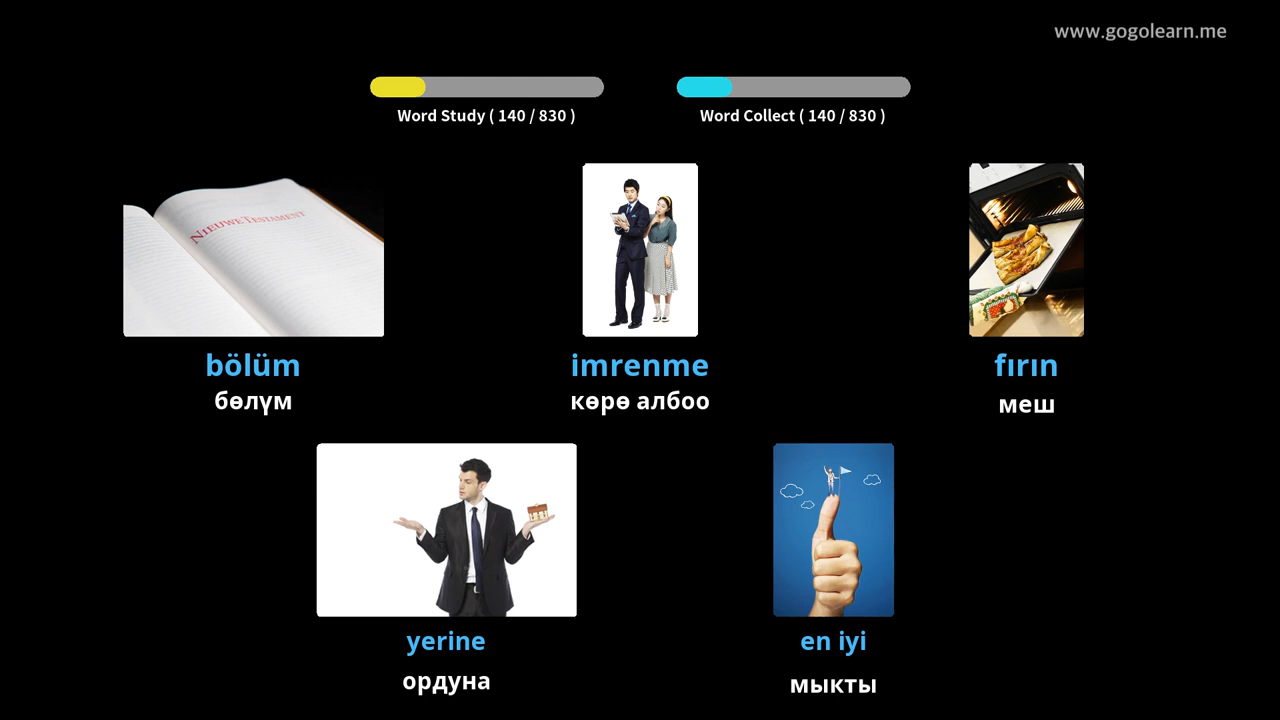 www.gogolearn.me
Word Study ( 140 / 830 )
Word Collect ( 140 / 830 )
NIEUWE TESTAMENT
bölüm
бөлүм
imrenme
көрө албоо
fırın
меш
yerine
ордуна
en iyi
мыкты